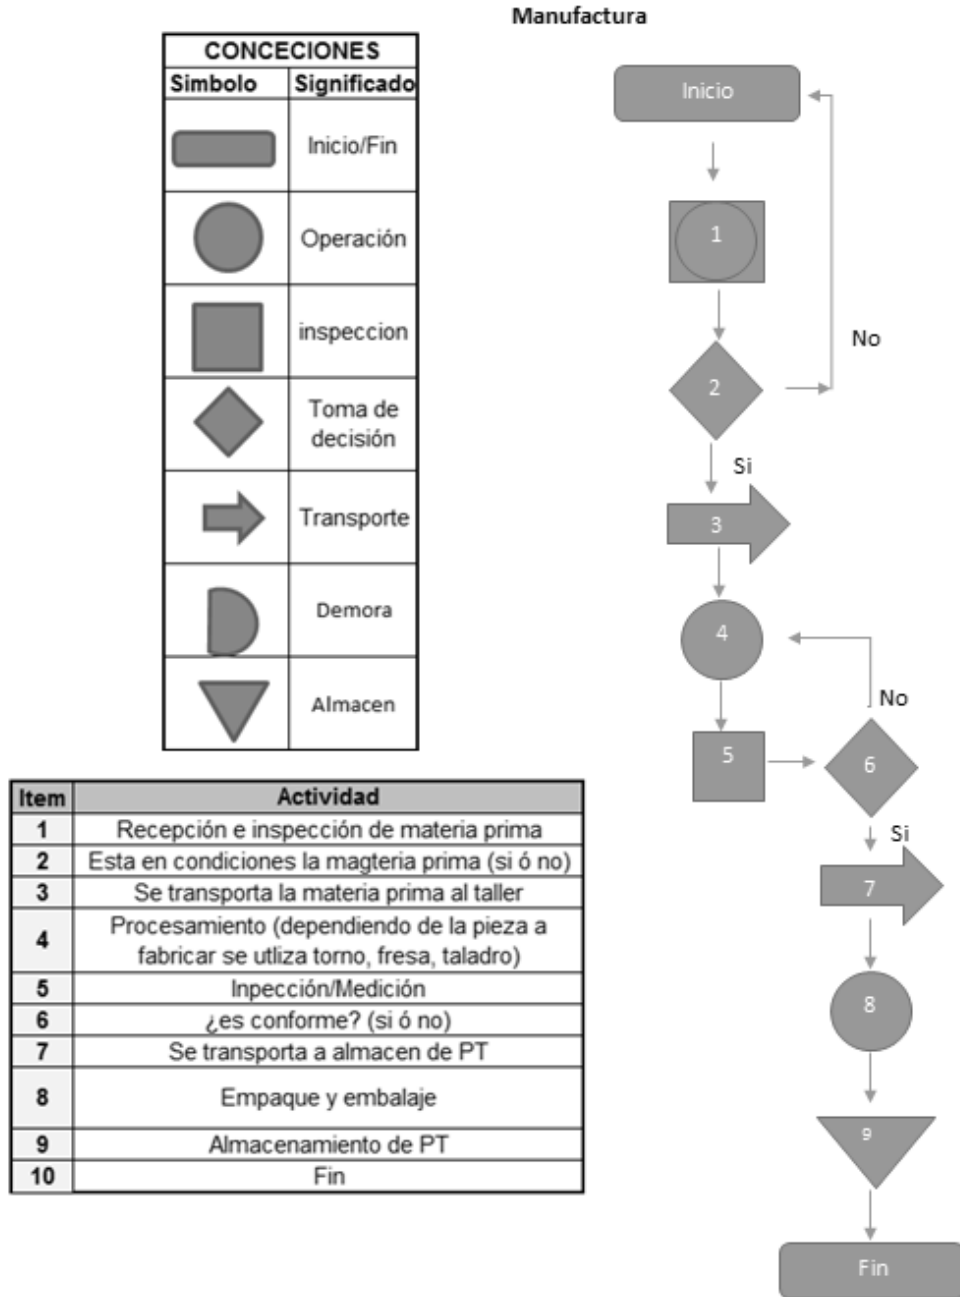 Manufactura
CONCECIONES
Simbolo Significado
Inicio/Fin
Operación
inspeccion
Toma de
decisión
Transporte
Demora
Almacen
Inicio
1
2
No
Si
3
4
5
6
No
Si
7
8
9
Fin
Item Actividad
1 Recepción e inspección de materia prima
2 Esta en condiciones la magteria prima (si ó no)
3 Se transporta la materia prima al taller
4 Procesamiento (dependiendo de la pieza a
fabricar se utliza torno, fresa, taladro)
5 Inpección/Medición
6 ¿es conforme? (si ó no)
7 Se transporta a almacen de PT
8 Empaque y embalaje
9 Almacenamiento de PT
10 Fin